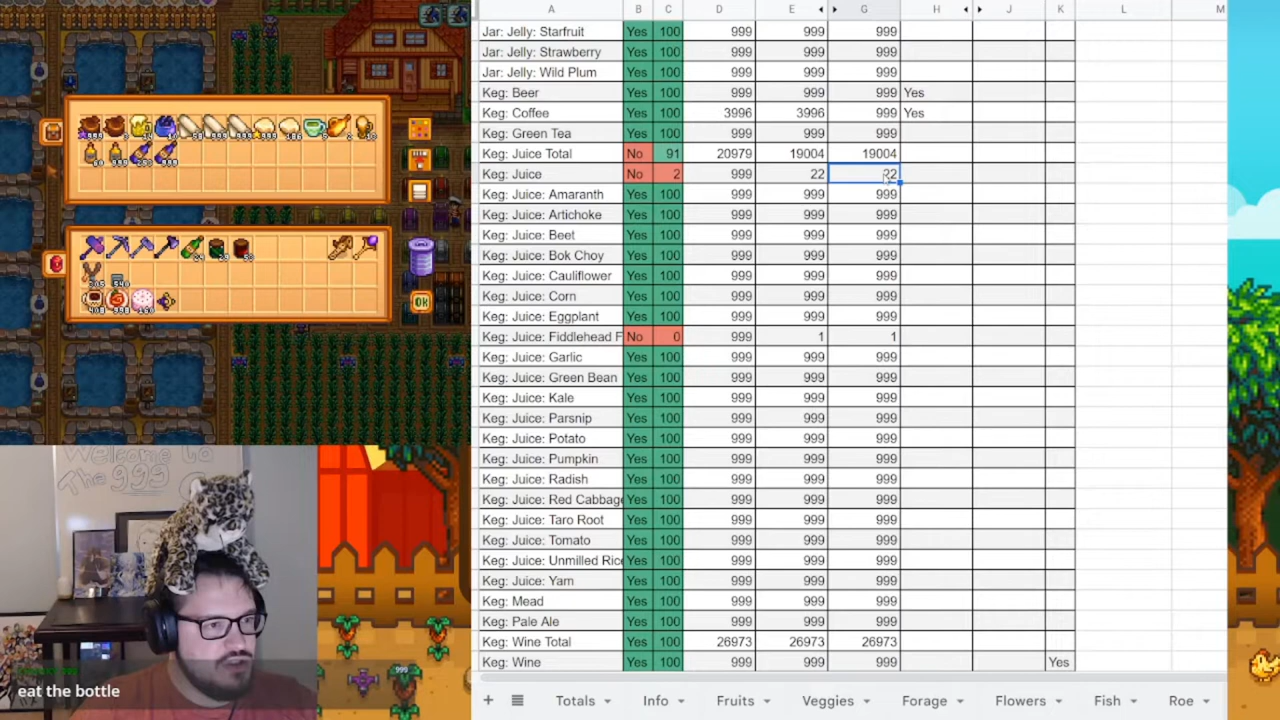 A B C D E G H J K L M
Jar: Jelly: Starfruit Yes 100 999 999 999
Jar: Jelly: Strawberry Yes 100 999 999 999
Jar: Jelly: Wild Plum Yes 100 999 999 999
Keg: Beer Yes 100 999 999 999 Yes
Keg: Coffee Yes 100 3996 3996 999 Yes
Keg: Green Tea Yes 100 999 999 999
Keg: Juice Total No 91 20979 19004 19004
Keg: Juice No 2 999 22 22
Keg: Juice: Amaranth Yes 100 999 999 999
Keg: Juice: Artichoke Yes 100 999 999 999
Keg: Juice: Beet Yes 100 999 999 999
Keg: Juice: Bok Choy Yes 100 999 999 999
Keg: Juice: Cauliflower Yes 100 999 999 999
Keg: Juice: Corn Yes 100 999 999 999
Keg: Juice: Eggplant Yes 100 999 999 999
Keg: Juice: Fiddlehead F No 0 999 1 1
Keg: Juice: Garlic Yes 100 999 999 999
Keg: Juice: Green Bean Yes 100 999 999 999
Keg: Juice: Kale Yes 100 999 999 999
Keg: Juice: Parsnip Yes 100 999 999 999
Keg: Juice: Potato Yes 100 999 999 999
Keg: Juice: Pumpkin Yes 100 999 999 999
Keg: Juice: Radish Yes 100 999 999 999
Keg: Juice: Red Cabbage Yes 100 999 999 999
Keg: Juice: Taro Root Yes 100 999 999 999
Keg: Juice: Tomato Yes 100 999 999 999
Keg: Juice: Unmilled Rice Yes 100 999 999 999
Keg: Juice: Yam Yes 100 999 999 999
Keg: Mead Yes 100 999 999 999
Keg: Pale Ale Yes 100 999 999 999
Keg: Wine Total Yes 100 26973 26973 26973
Keg: Wine Yes 100 999 999 999 Yes
Totals Info Fruits Veggies Forage Flowers Fish Roe
OK
Welcome to
The 999
eat the bottle
999